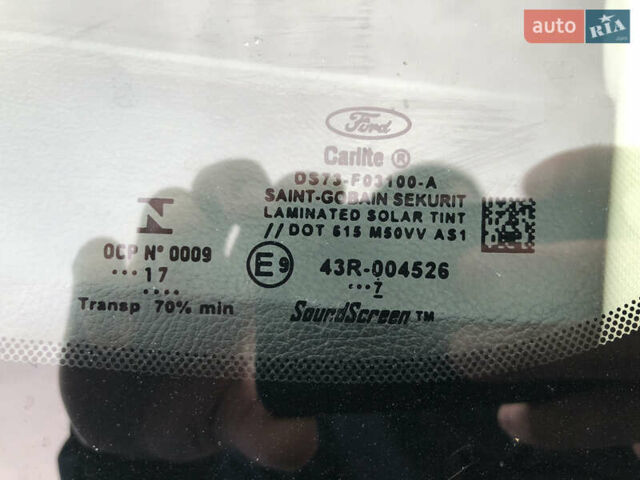 auto RIA
.com
Ford
Carlite ®
DS73-F03100-A
SAINT-GOBAIN SEKURIT
LAMINATED SOLAR TINT
// DOT 615 M50VV AS1
N
OCP N° 0009
...17
....
Transp 70% min
E9
43R-004526
...7
SoundScreen™